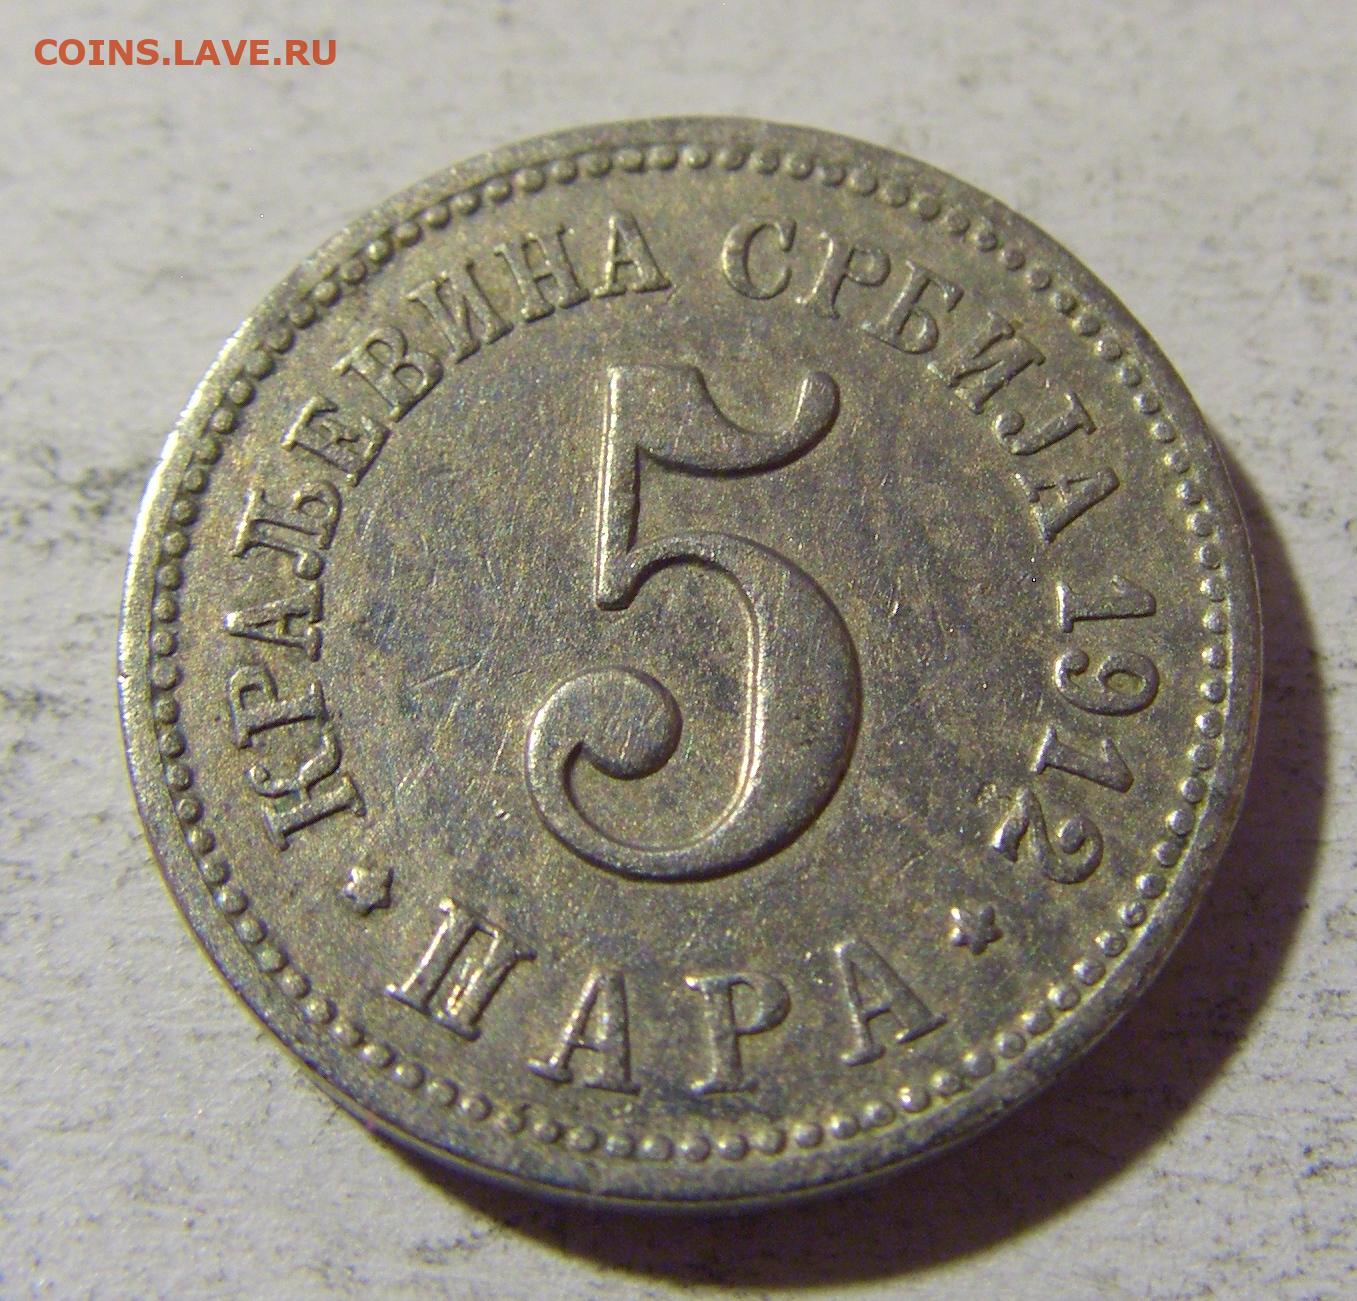 COINS.LAVE.RU
КРАЉЕВИНА СРБИЈА 1912
5
* ПАРА *